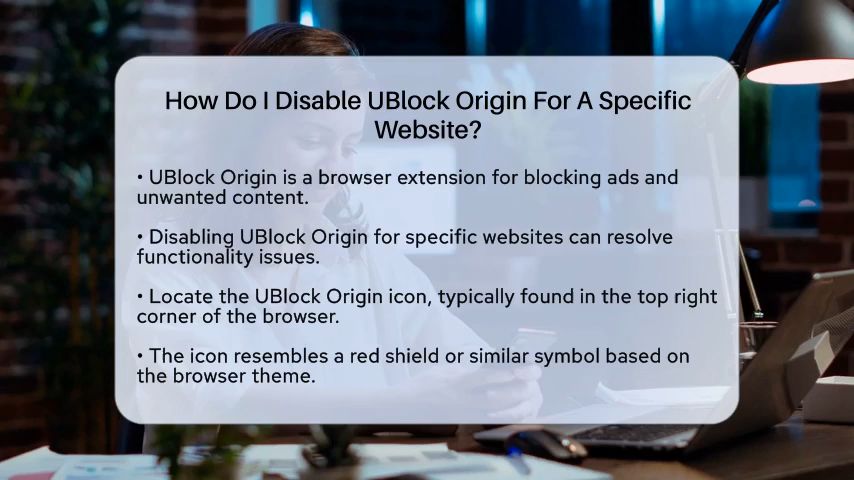 How Do I Disable UBlock Origin For A Specific
Website?
• UBlock Origin is a browser extension for blocking ads and
unwanted content.
• Disabling UBlock Origin for specific websites can resolve
functionality issues.
• Locate the UBlock Origin icon, typically found in the top right
corner of the browser.
• The icon resembles a red shield or similar symbol based on
the browser theme.